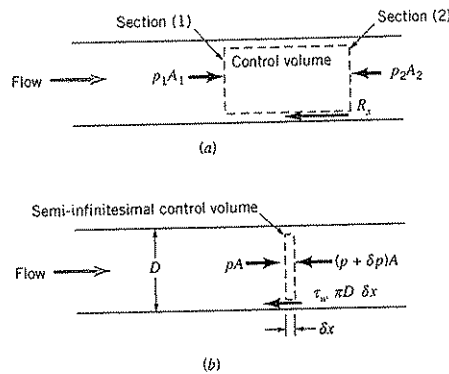 Section (1)
Section (2)
Control volume
Flow
p₁A₁
p₂A₂
Rₓ
(a)
Semi-infinitesimal control volume
Flow
D
pA
(p + δp)A
τ_w πD δx
δx
(b)